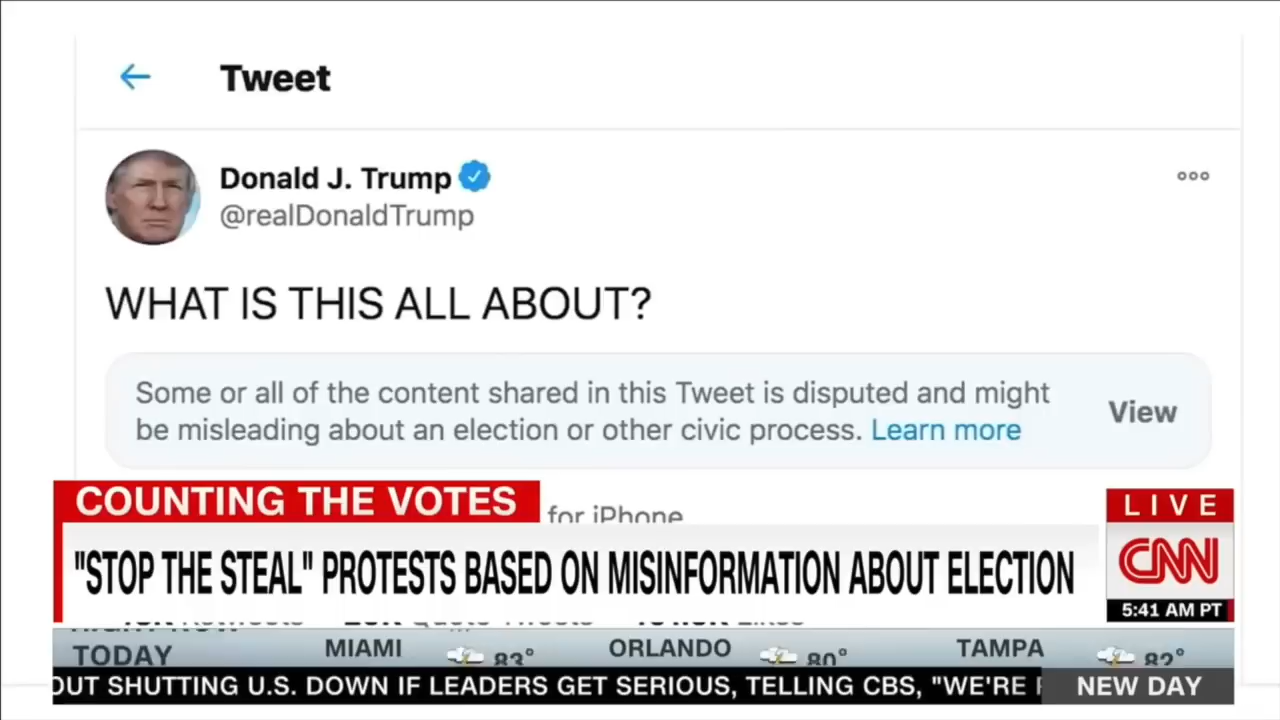 Tweet
Donald J. Trump
@realDonaldTrump
WHAT IS THIS ALL ABOUT?
Some or all of the content shared in this Tweet is disputed and might
be misleading about an election or other civic process. Learn more
View
for iPhone
COUNTING THE VOTES
"STOP THE STEAL" PROTESTS BASED ON MISINFORMATION ABOUT ELECTION
LIVE
CNN
5:41 AM PT
TODAY MIAMI 83° ORLANDO 80° TAMPA 82°
OUT SHUTTING U.S. DOWN IF LEADERS GET SERIOUS, TELLING CBS, "WE'RE
NEW DAY